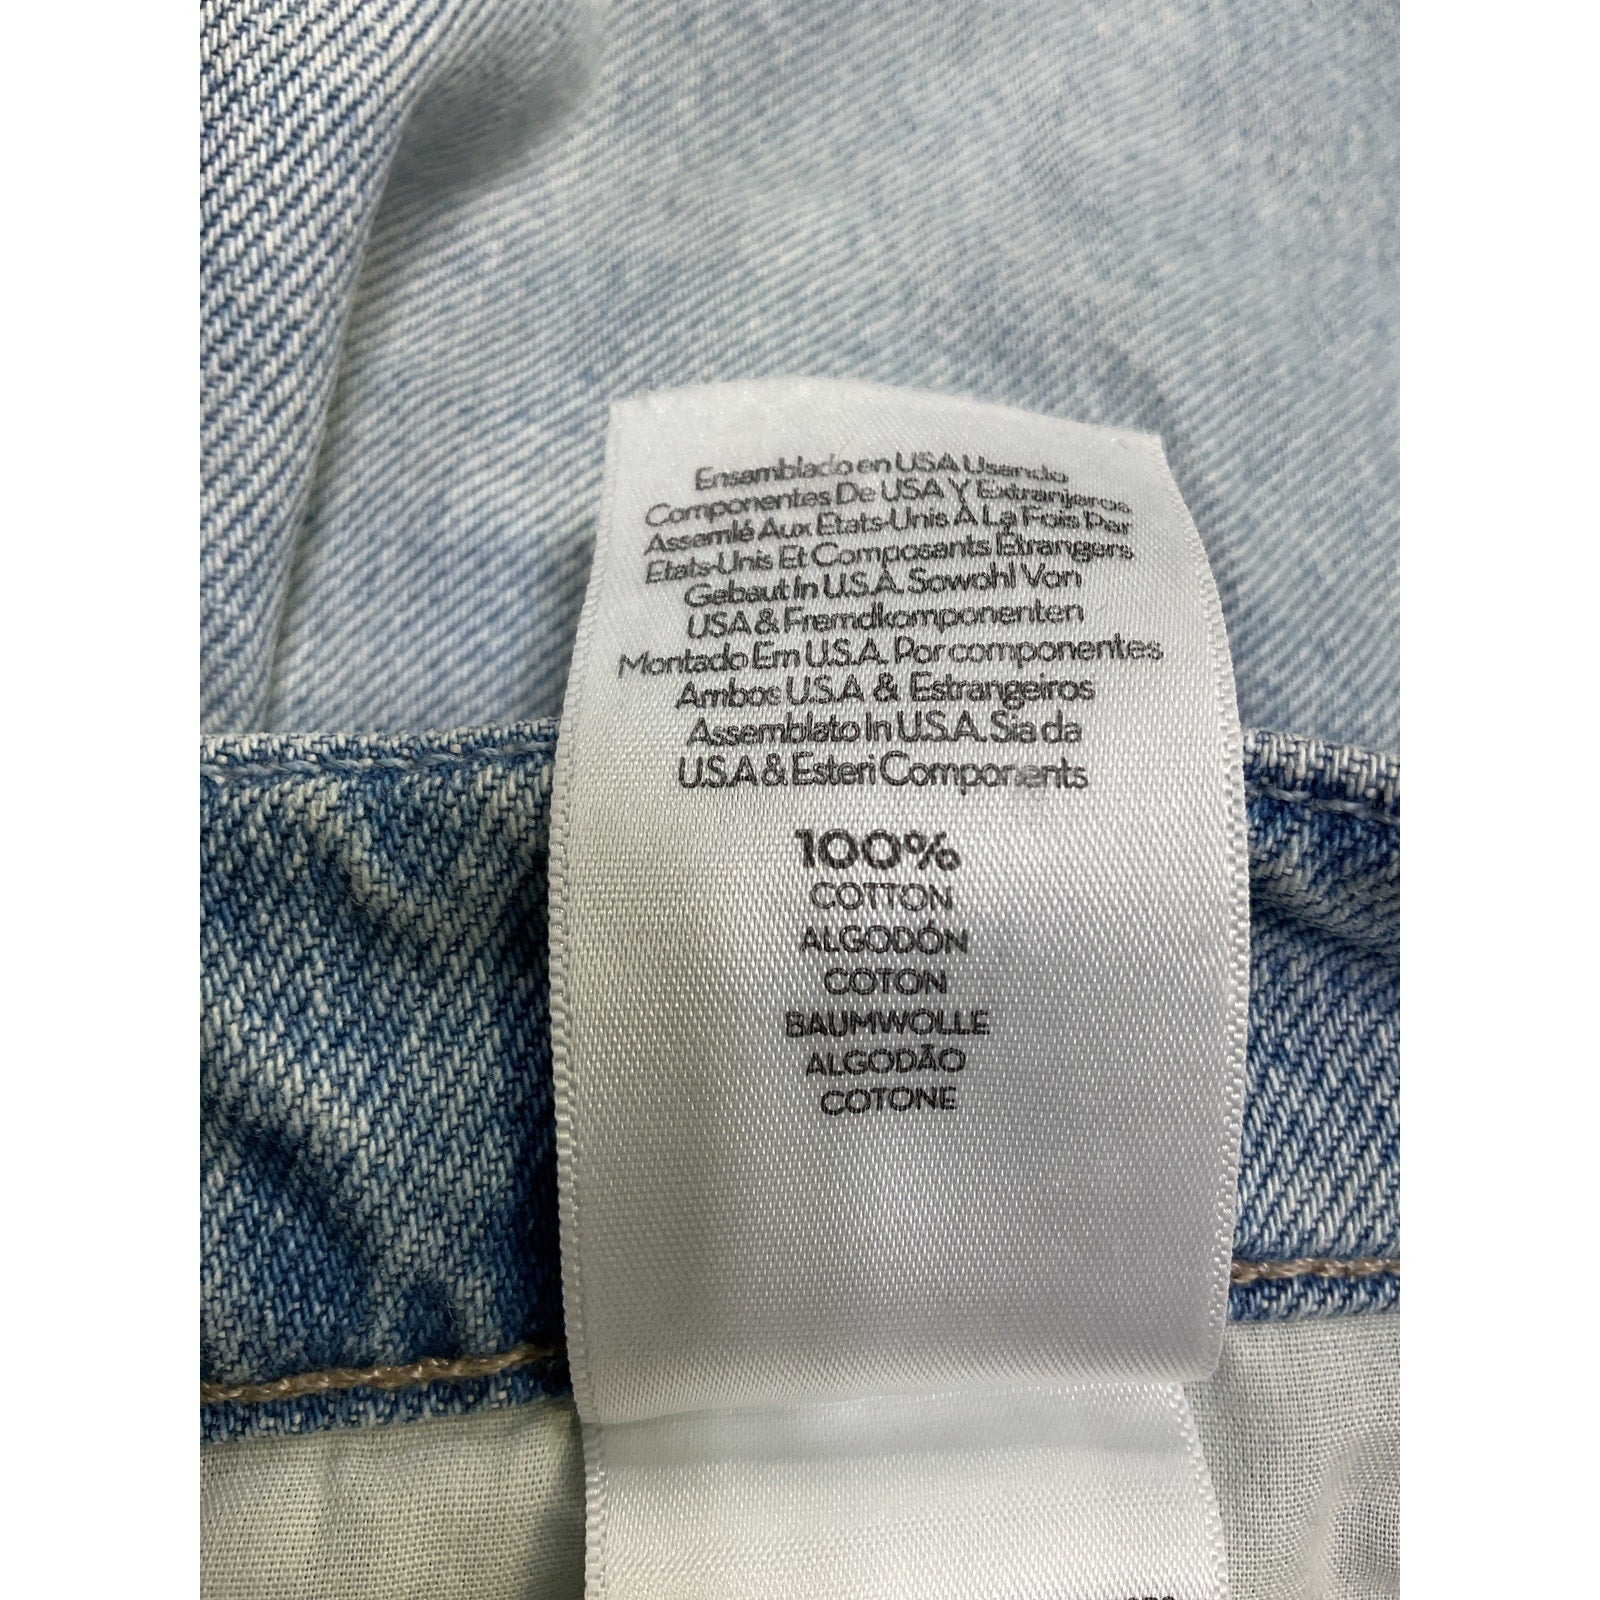 Ensamblado en USA Usando
Componentes De USA Y Extranjeros
Assemlé Aux Etats-Unis À La Fois Par
Etats-Unis Et Composants Étrangers
Gebaut In U.S.A. Sowohl Von
USA & Fremdkomponenten
Montado Em U.S.A. Por componentes
Ambos U.S.A & Estrangeiros
Assemblato In U.S.A. Sia da
U.S.A & Esteri Components
100%
COTTON
ALGODÓN
COTON
BAUMWOLLE
ALGODÃO
COTONE